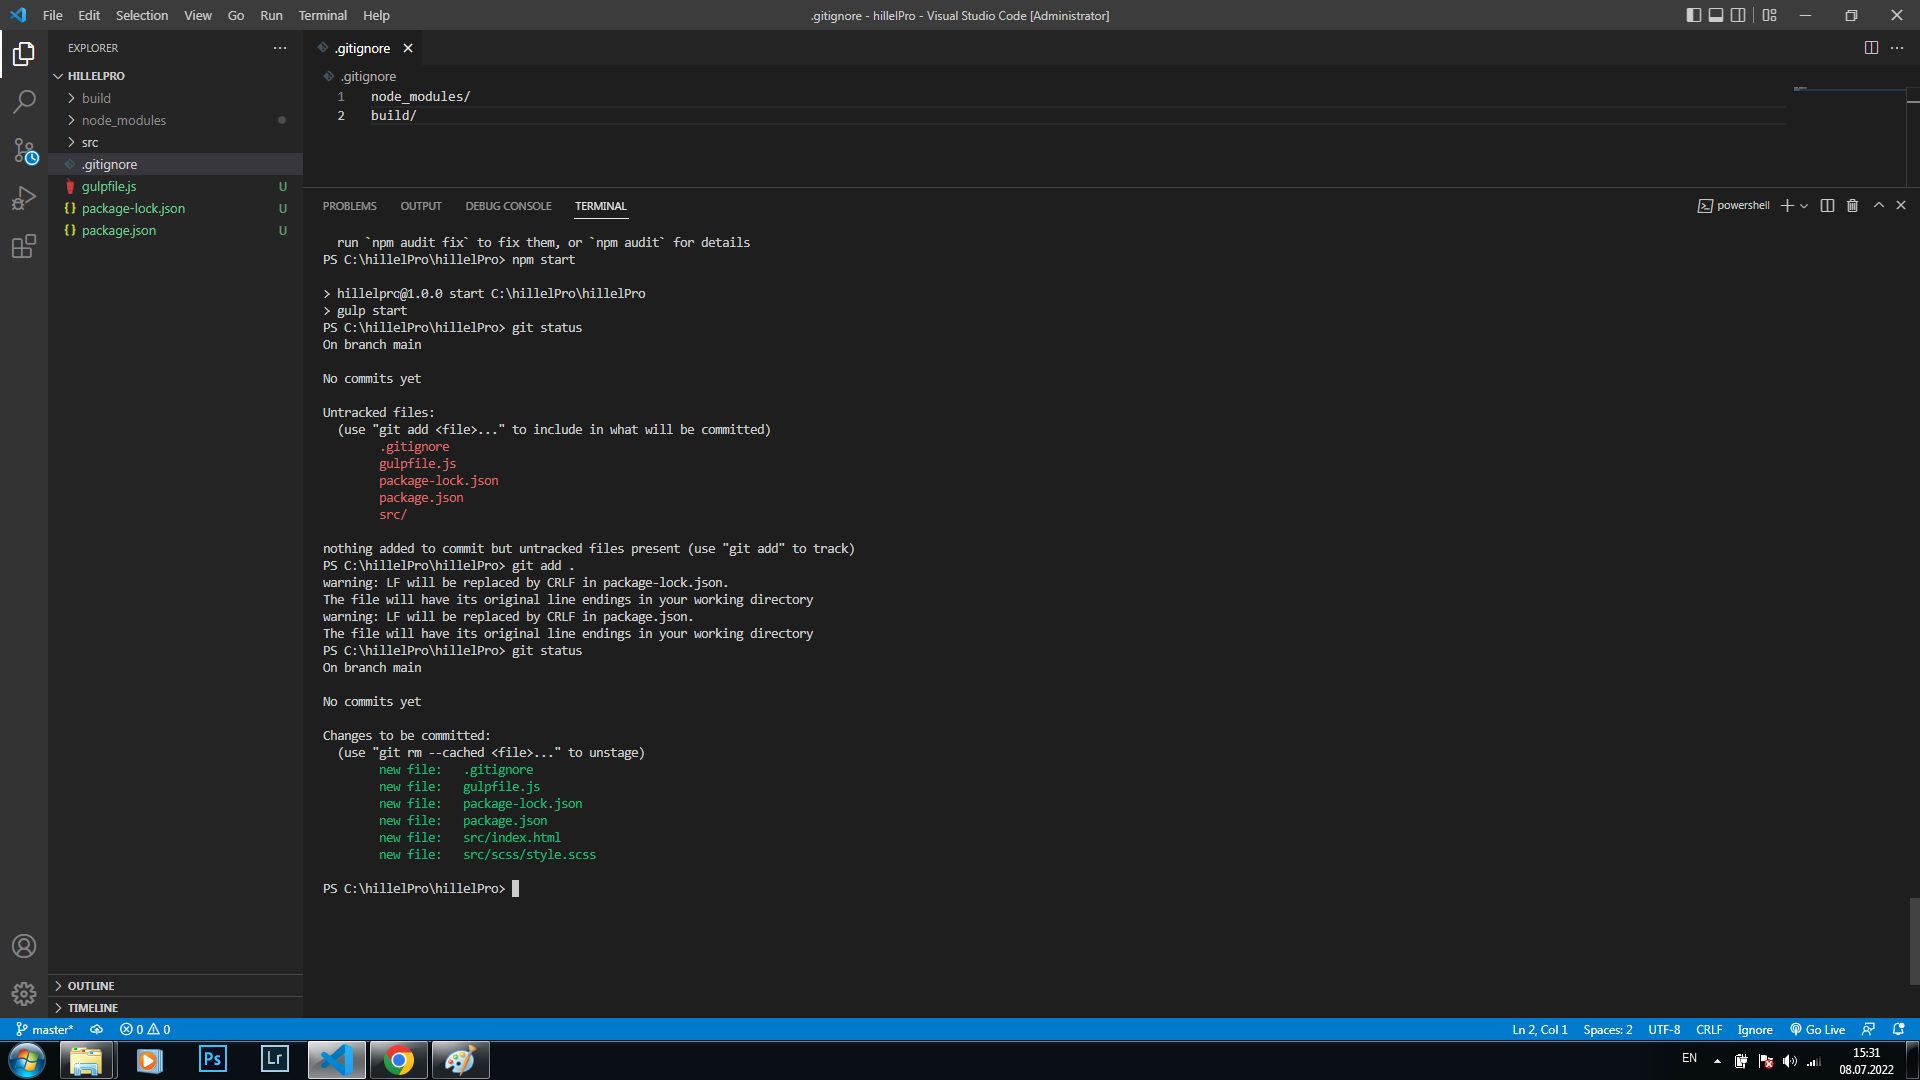 File Edit Selection View Go Run Terminal Help
.gitignore - hillelPro - Visual Studio Code [Administrator]
EXPLORER
HILLELPRO
build
node_modules
src
.gitignore
gulpfile.js U
package-lock.json U
package.json U
OUTLINE
TIMELINE
.gitignore
.gitignore
1 node_modules/
2 build/
PROBLEMS OUTPUT DEBUG CONSOLE TERMINAL
powershell
run `npm audit fix` to fix them, or `npm audit` for details
PS C:\hillelPro\hillelPro> npm start
> hillelpro@1.0.0 start C:\hillelPro\hillelPro
> gulp start
PS C:\hillelPro\hillelPro> git status
On branch main
No commits yet
Untracked files:
(use "git add <file>..." to include in what will be committed)
.gitignore
gulpfile.js
package-lock.json
package.json
src/
nothing added to commit but untracked files present (use "git add" to track)
PS C:\hillelPro\hillelPro> git add .
warning: LF will be replaced by CRLF in package-lock.json.
The file will have its original line endings in your working directory
warning: LF will be replaced by CRLF in package.json.
The file will have its original line endings in your working directory
PS C:\hillelPro\hillelPro> git status
On branch main
No commits yet
Changes to be committed:
(use "git rm --cached <file>..." to unstage)
new file: .gitignore
new file: gulpfile.js
new file: package-lock.json
new file: package.json
new file: src/index.html
new file: src/scss/style.scss
PS C:\hillelPro\hillelPro>
master* 0 0
Ln 2, Col 1 Spaces: 2 UTF-8 CRLF Ignore Go Live
Ps Lr
EN
15:31
08.07.2022